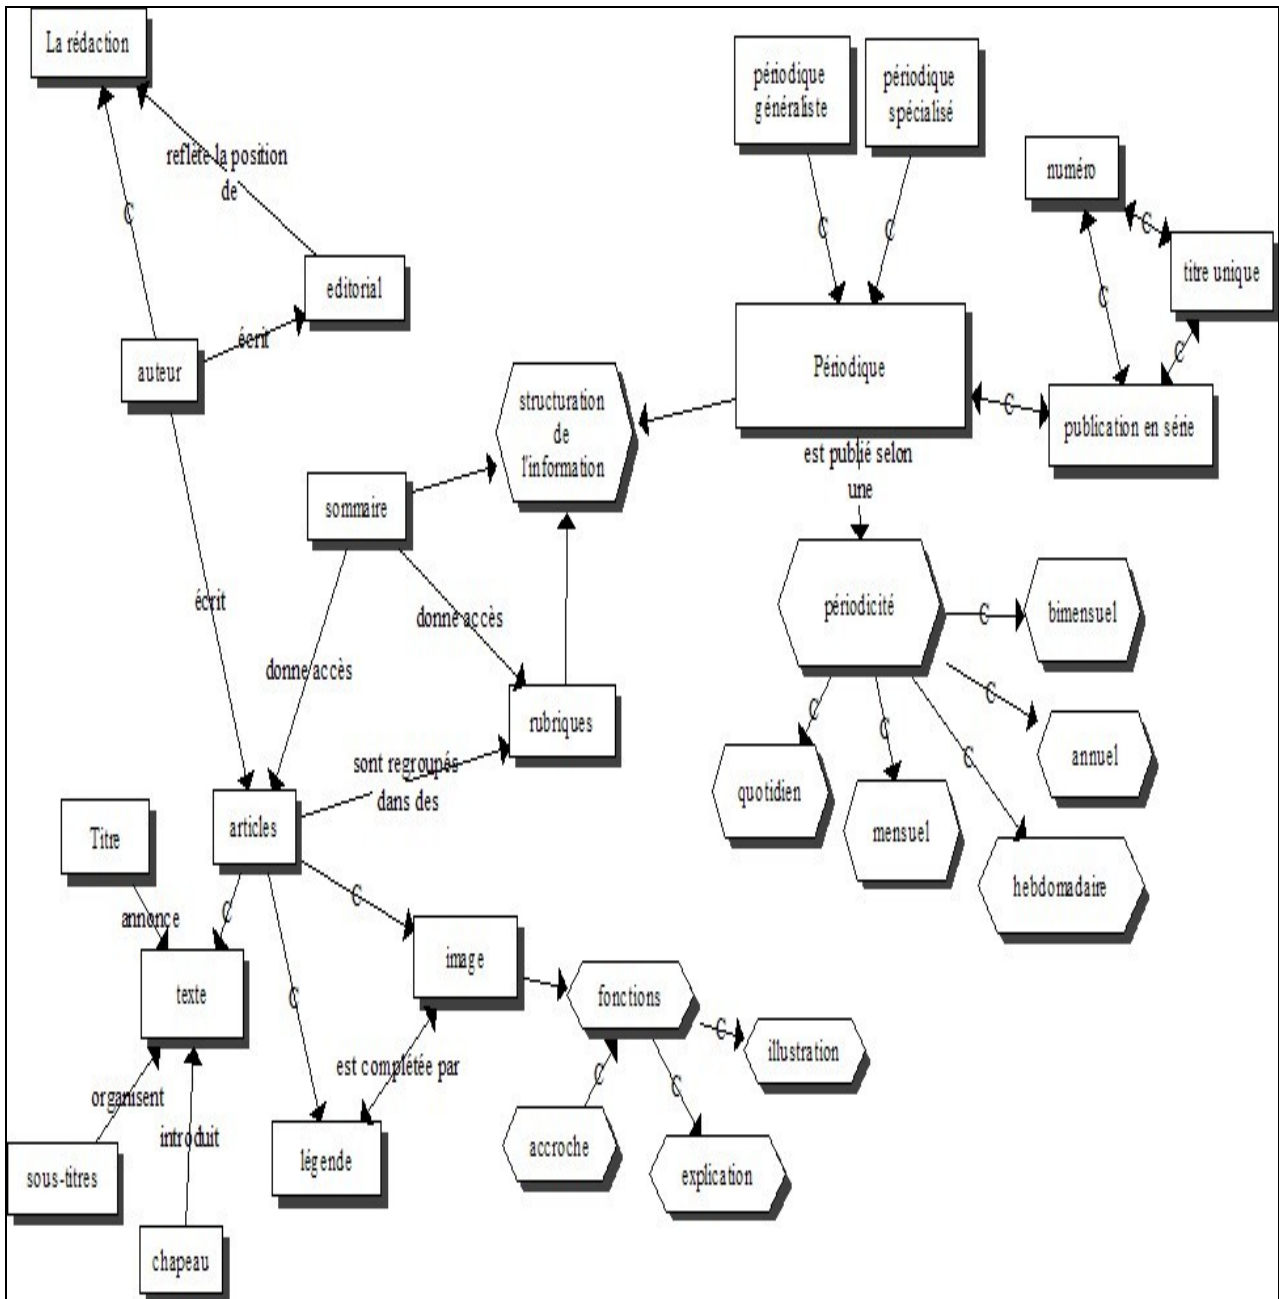 La rédaction
périodique
généraliste
périodique
spécialisé
numéro
titre unique
publication en série
Périodique
C
C
C
C
C
C
reflète la position
de
C
editorial
écrit
auteur
structuration
de
l'information
est publié selon
une
sommaire
périodicité
C
bimensuel
C
annuel
C
quotidien
C
mensuel
C
hebdomadaire
écrit
donne accès
donne accès
rubriques
sont regroupés
dans des
articles
Titre
annonce
C
C
C
texte
image
fonctions
C
illustration
est complétée par
organisent
introduit
C
C
accroche
explication
légende
sous-titres
chapeau